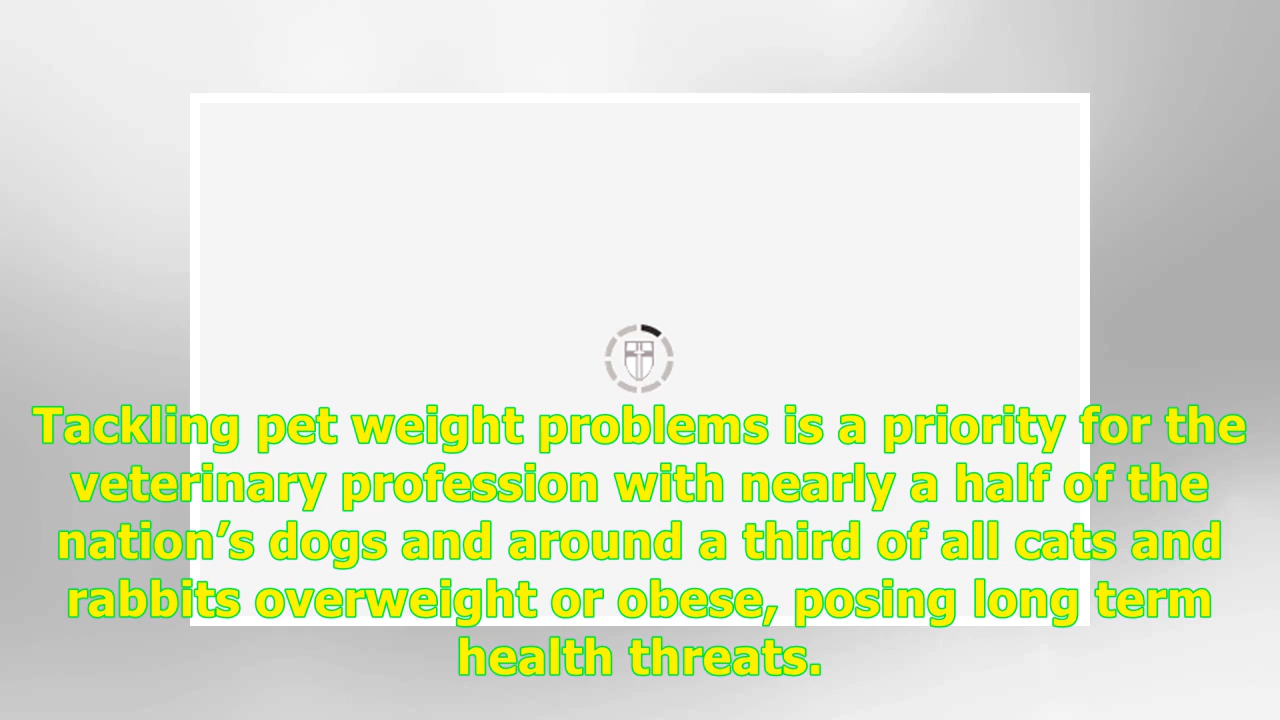 Tackling pet weight problems is a priority for the
veterinary profession with nearly a half of the
nation’s dogs and around a third of all cats and
rabbits overweight or obese, posing long term
health threats.